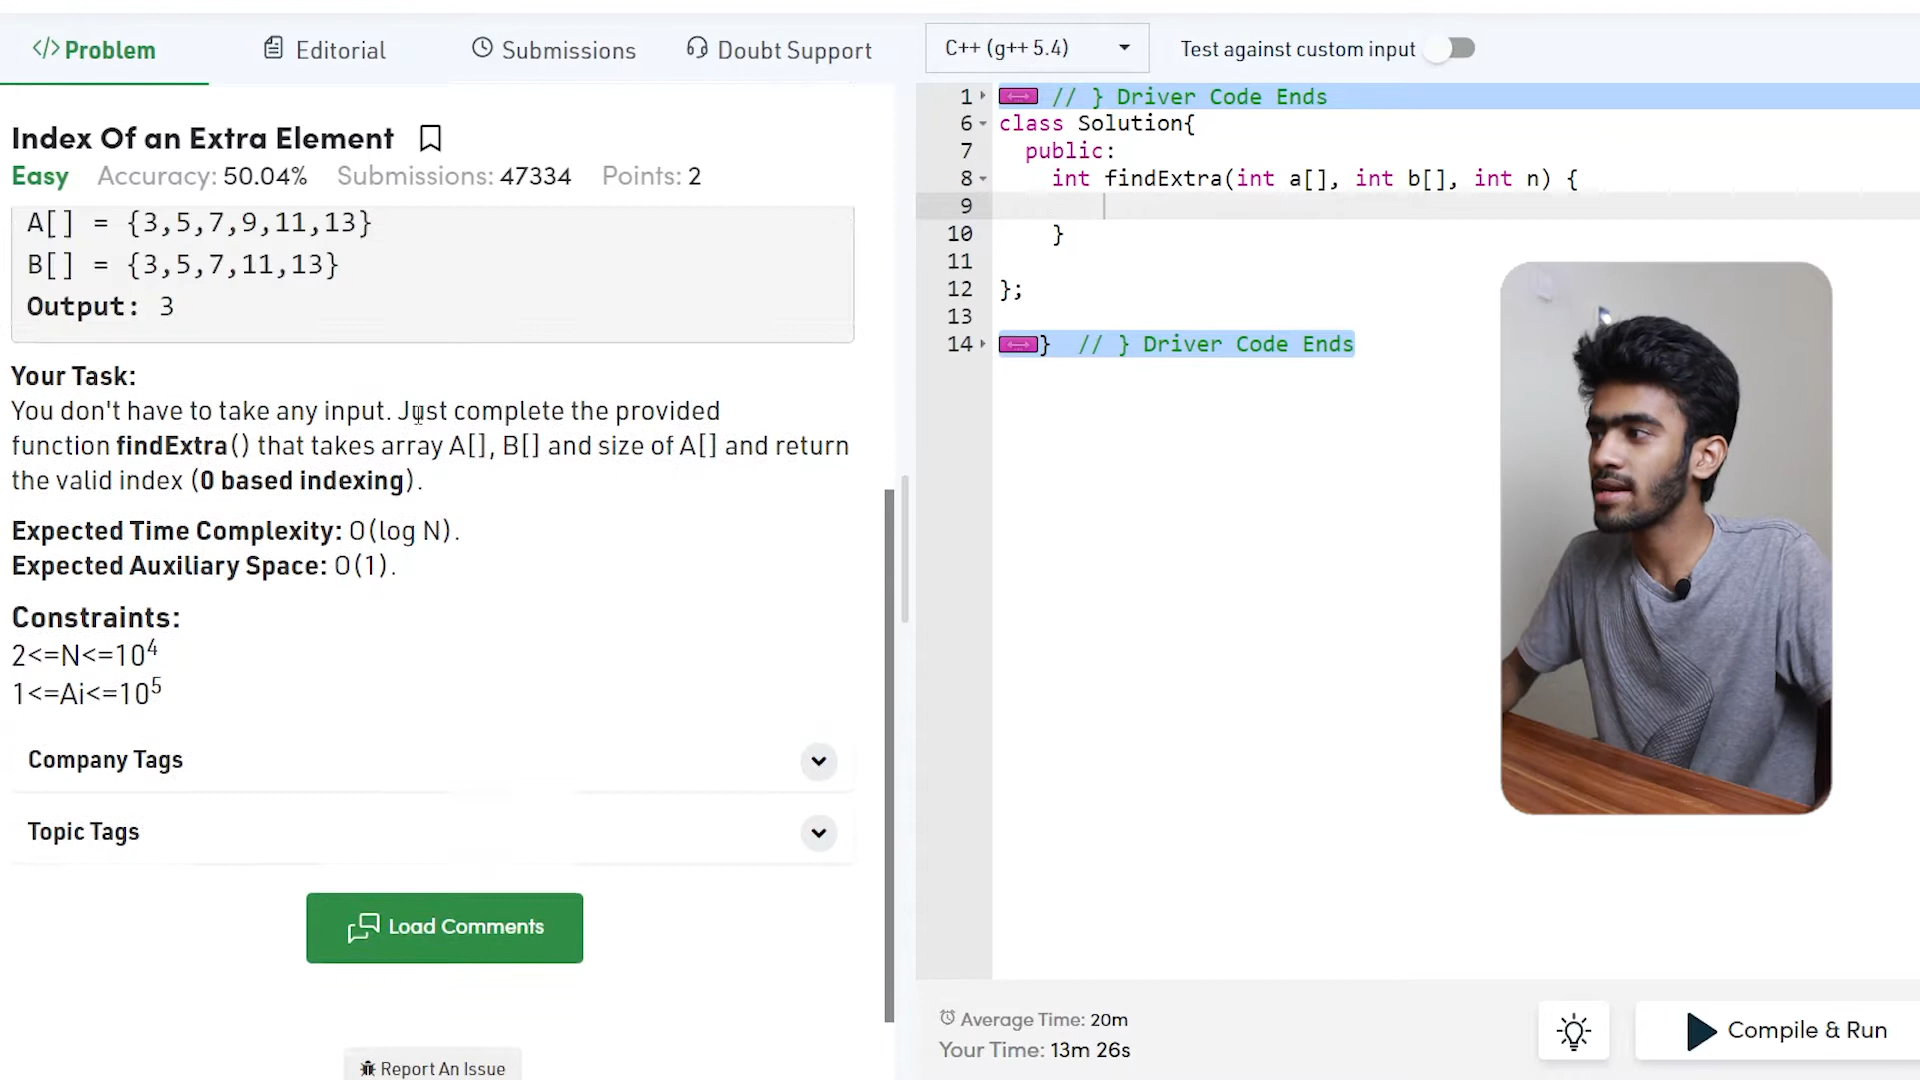 </> Problem
Editorial
Submissions
Doubt Support
Index Of an Extra Element
Easy Accuracy: 50.04% Submissions: 47334 Points: 2
A[] = {3,5,7,9,11,13}
B[] = {3,5,7,11,13}
Output: 3
Your Task:
You don't have to take any input. Just complete the provided
function findExtra() that takes array A[], B[] and size of A[] and return
the valid index (0 based indexing).
Expected Time Complexity: O(log N).
Expected Auxiliary Space: O(1).
Constraints:
2<=N<=10⁴
1<=Ai<=10⁵
Company Tags
Topic Tags
Load Comments
Report An Issue
C++ (g++ 5.4)
Test against custom input
1 // } Driver Code Ends
6 class Solution{
7 public:
8 int findExtra(int a[], int b[], int n) {
9
10 }
11
12 };
13
14 } // } Driver Code Ends
Average Time: 20m
Your Time: 13m 26s
Compile & Run